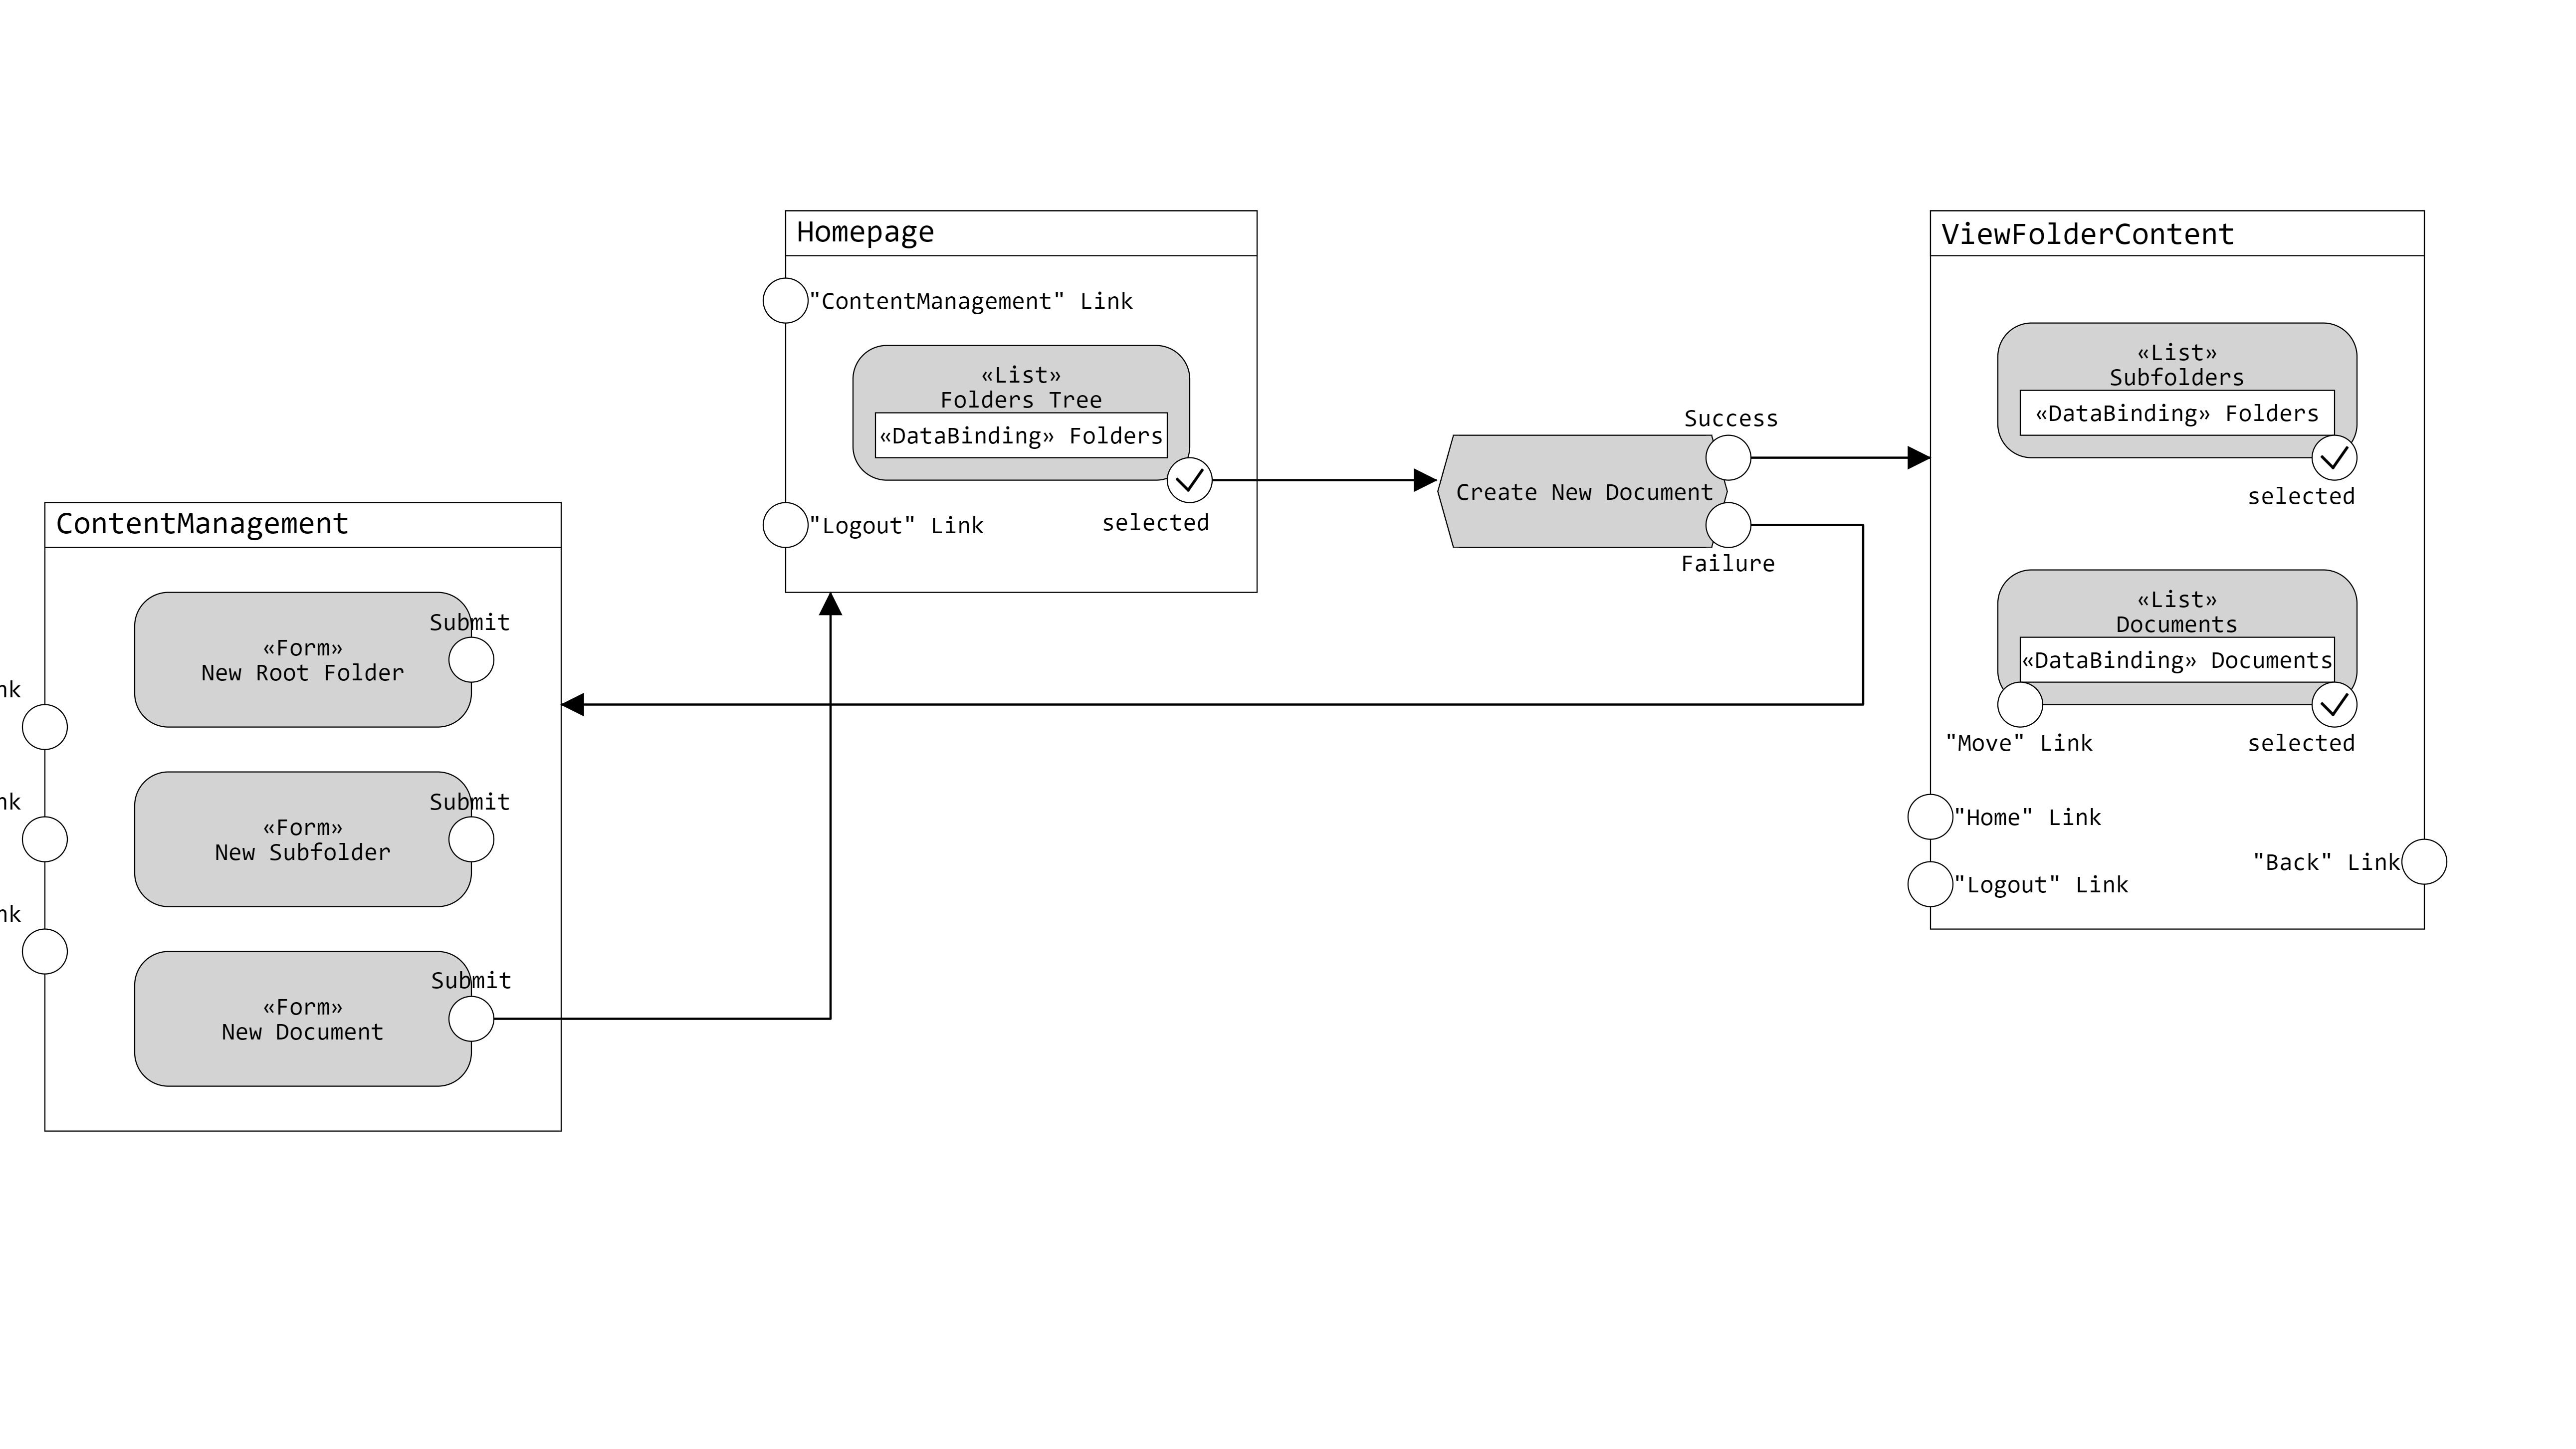 Homepage
"ContentManagement" Link
«List»
Folders Tree
«DataBinding» Folders
selected
"Logout" Link
ContentManagement
Submit
«Form»
New Root Folder
Submit
«Form»
New Subfolder
Submit
«Form»
New Document
nk
nk
nk
Success
Create New Document
Failure
ViewFolderContent
«List»
Subfolders
«DataBinding» Folders
selected
«List»
Documents
«DataBinding» Documents
"Move" Link
selected
"Home" Link
"Back" Link
"Logout" Link